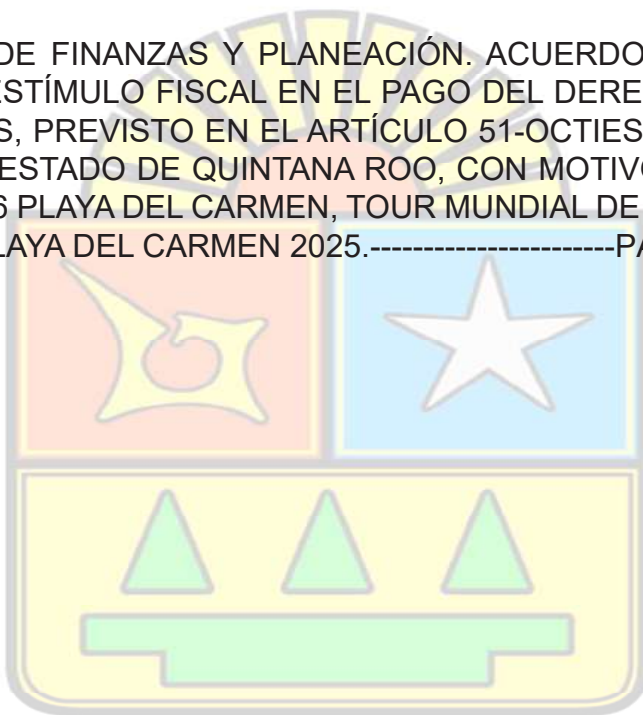 DE FINANZAS Y PLANEACIÓN. ACUERDO
ESTÍMULO FISCAL EN EL PAGO DEL DERE
S, PREVISTO EN EL ARTÍCULO 51-OCTIES
ESTADO DE QUINTANA ROO, CON MOTIVO
6 PLAYA DEL CARMEN, TOUR MUNDIAL DE
LAYA DEL CARMEN 2025.-----------------------PA